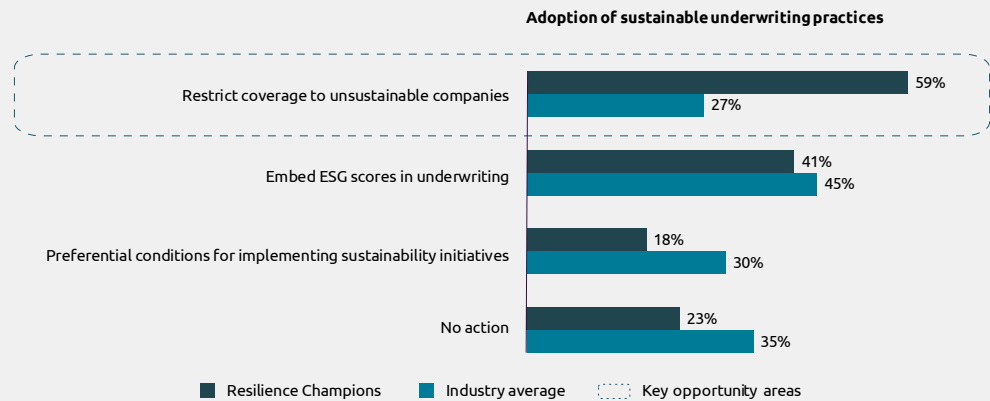 Adoption of sustainable underwriting practices
Restrict coverage to unsustainable companies
59%
27%
Embed ESG scores in underwriting
41%
45%
Preferential conditions for implementing sustainability initiatives
18%
30%
No action
23%
35%
Resilience Champions
Industry average
Key opportunity areas